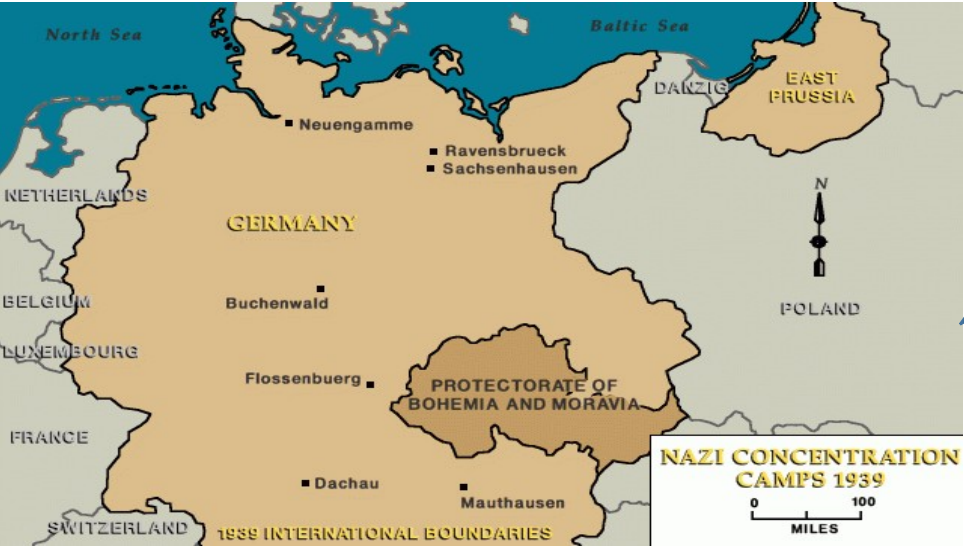 North Sea
Baltic Sea
EAST
PRUSSIA
DANZIG
Neuengamme
Ravensbrueck
Sachsenhausen
NETHERLANDS
N
GERMANY
BELGIUM
Buchenwald
POLAND
LUXEMBOURG
Flossenbuerg
PROTECTORATE OF
BOHEMIA AND MORAVIA
FRANCE
NAZI CONCENTRATION
CAMPS 1939
0 100
MILES
Dachau
Mauthausen
SWITZERLAND
1939 INTERNATIONAL BOUNDARIES